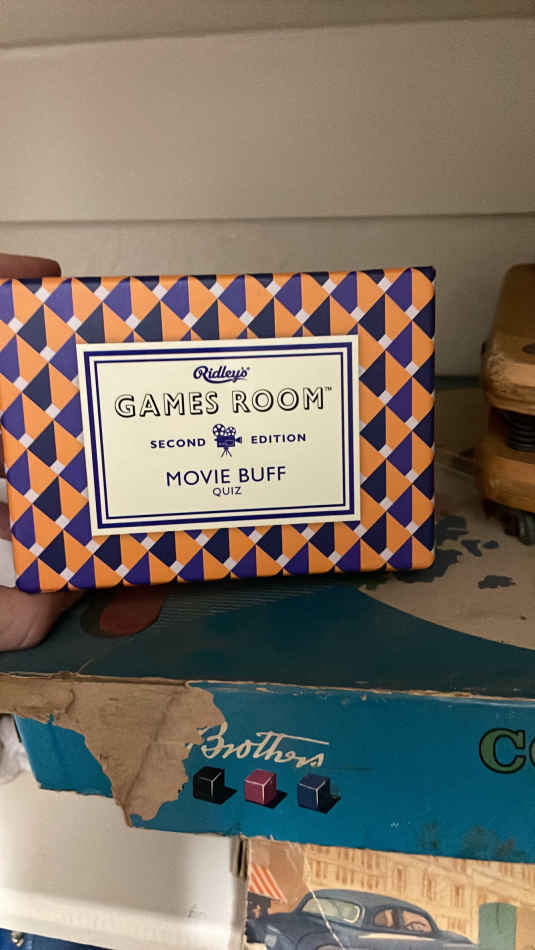 Ridley's
GAMES ROOM™
SECOND EDITION
MOVIE BUFF
QUIZ
Brothers